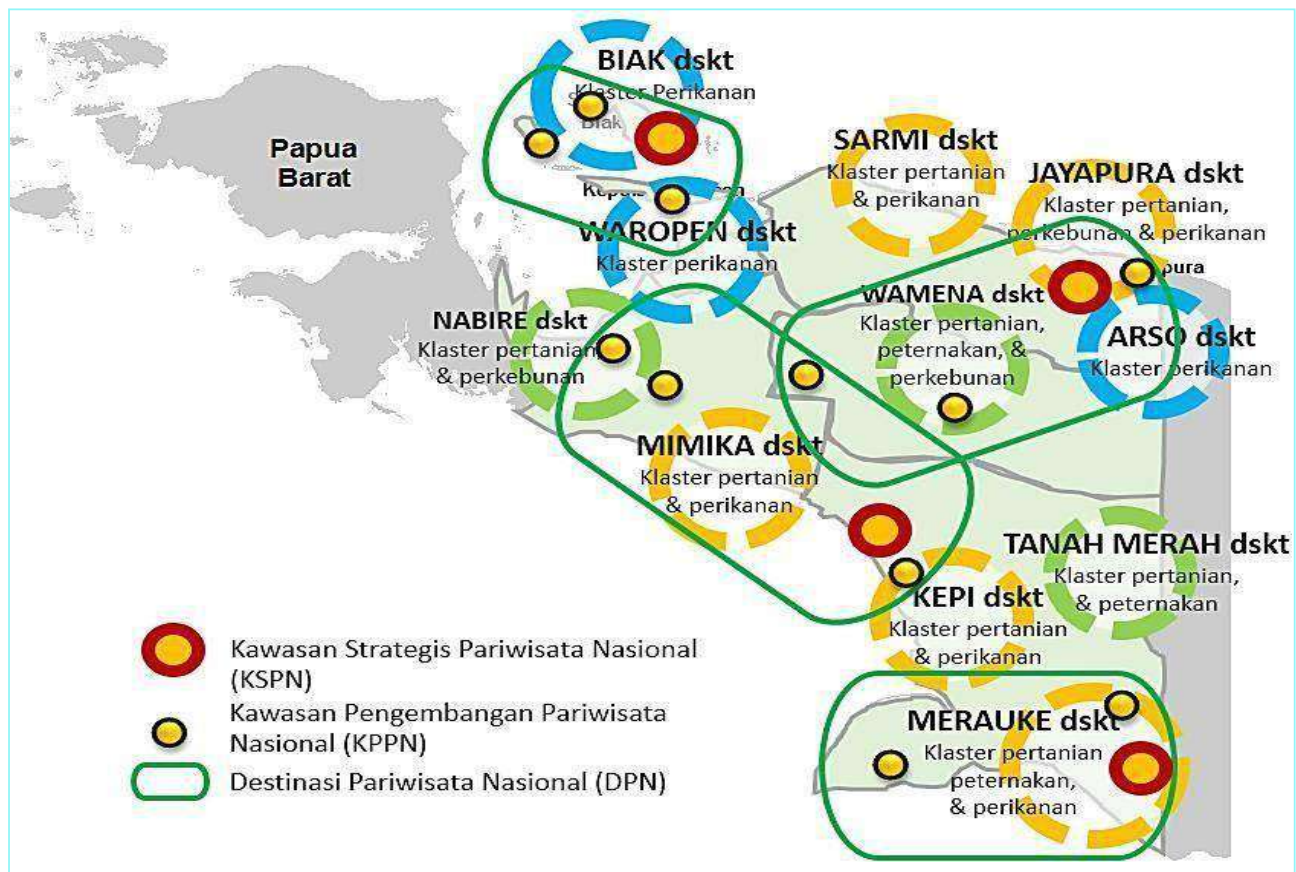 BIAK dskt
Klaster Perikanan
Biak
Papua
Barat
SARMI dskt
Klaster pertanian
& perikanan
JAYAPURA dskt
Klaster pertanian,
perkebunan & perikanan
pura
WAROPEN dskt
Klaster perikanan
WAMENA dskt
Klaster pertanian,
peternakan, &
perkebunan
NABIRE dskt
Klaster pertanian
& perkebunan
ARSO dskt
Klaster perikanan
MIMIKA dskt
Klaster pertanian
& perikanan
TANAH MERAH dskt
Klaster pertanian,
& peternakan
KEPI dskt
Klaster pertanian
& perikanan
MERAUKE dskt
Klaster pertanian
peternakan,
& perikanan
Kawasan Strategis Pariwisata Nasional
(KSPN)
Kawasan Pengembangan Pariwisata
Nasional (KPPN)
Destinasi Pariwisata Nasional (DPN)